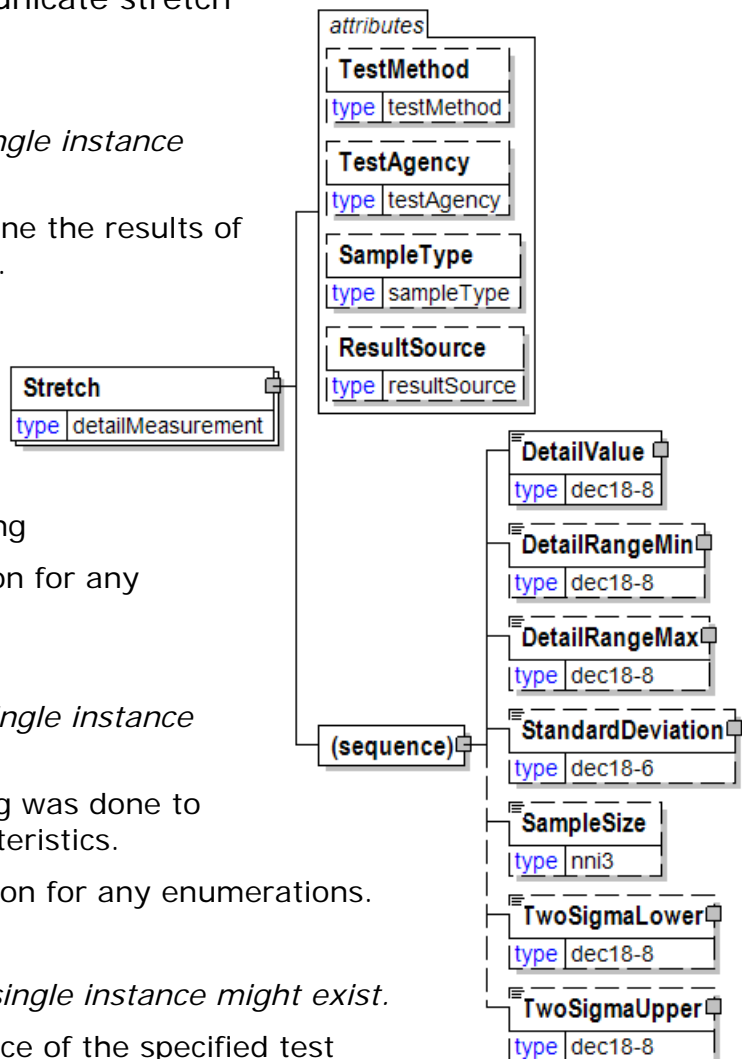 unicate stretch
ngle instance
ne the results of
.
ng
on for any
ingle instance
g was done to
teristics.
on for any enumerations.
single instance might exist.
ce of the specified test
attributes
TestMethod
type testMethod
TestAgency
type testAgency
SampleType
type sampleType
ResultSource
type resultSource
Stretch
type detailMeasurement
(sequence)
DetailValue
type dec18-8
DetailRangeMin
type dec18-8
DetailRangeMax
type dec18-8
StandardDeviation
type dec18-6
SampleSize
type nni3
TwoSigmaLower
type dec18-8
TwoSigmaUpper
type dec18-8